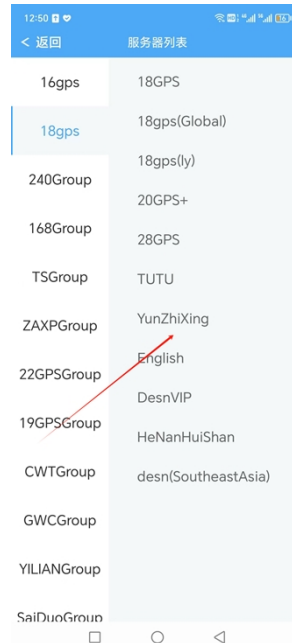 12:50
< 返回
服务器列表
16gps
18gps
240Group
168Group
TSGroup
ZAXPGroup
22GPSGroup
19GPSGroup
CWTGroup
GWCGroup
YILIANGroup
SaiDuoGroup
18GPS
18gps(Global)
18gps(ly)
20GPS+
28GPS
TUTU
YunZhiXing
English
DesnVIP
HeNanHuiShan
desn(SoutheastAsia)